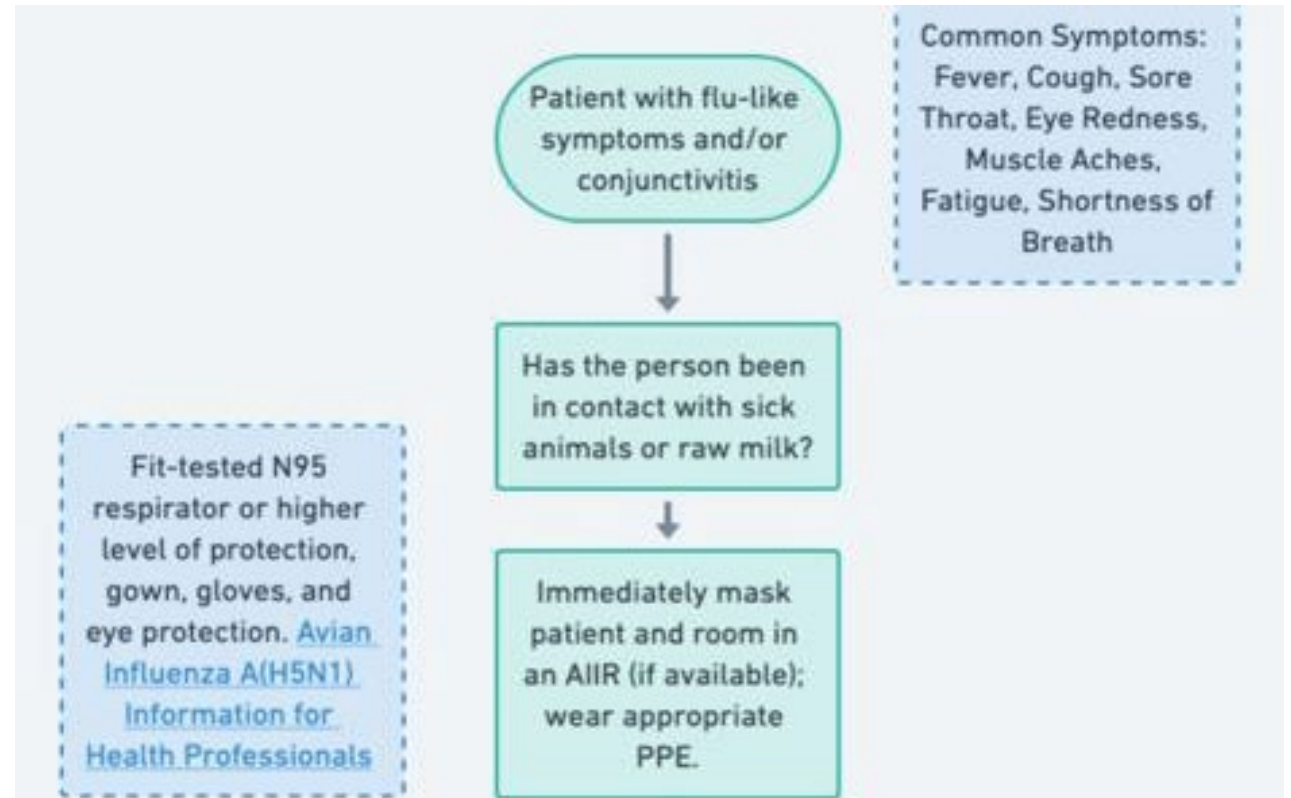 Common Symptoms:
Fever, Cough, Sore
Throat, Eye Redness,
Muscle Aches,
Fatigue, Shortness of
Breath
Patient with flu-like
symptoms and/or
conjunctivitis
Has the person been
in contact with sick
animals or raw milk?
Fit-tested N95
respirator or higher
level of protection,
gown, gloves, and
eye protection. Avian
Influenza A(H5N1)
Information for
Health Professionals
Immediately mask
patient and room in
an AIIR (if available);
wear appropriate
PPE.